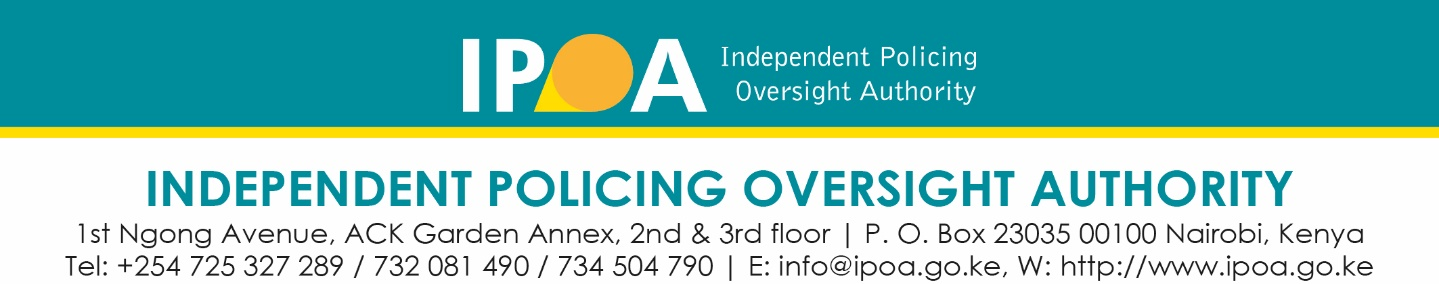 IPOA
Independent Policing
Oversight Authority
INDEPENDENT POLICING OVERSIGHT AUTHORITY
1st Ngong Avenue, ACK Garden Annex, 2nd & 3rd floor | P. O. Box 23035 00100 Nairobi, Kenya
Tel: +254 725 327 289 / 732 081 490 / 734 504 790 | E: info@ipoa.go.ke, W: http://www.ipoa.go.ke